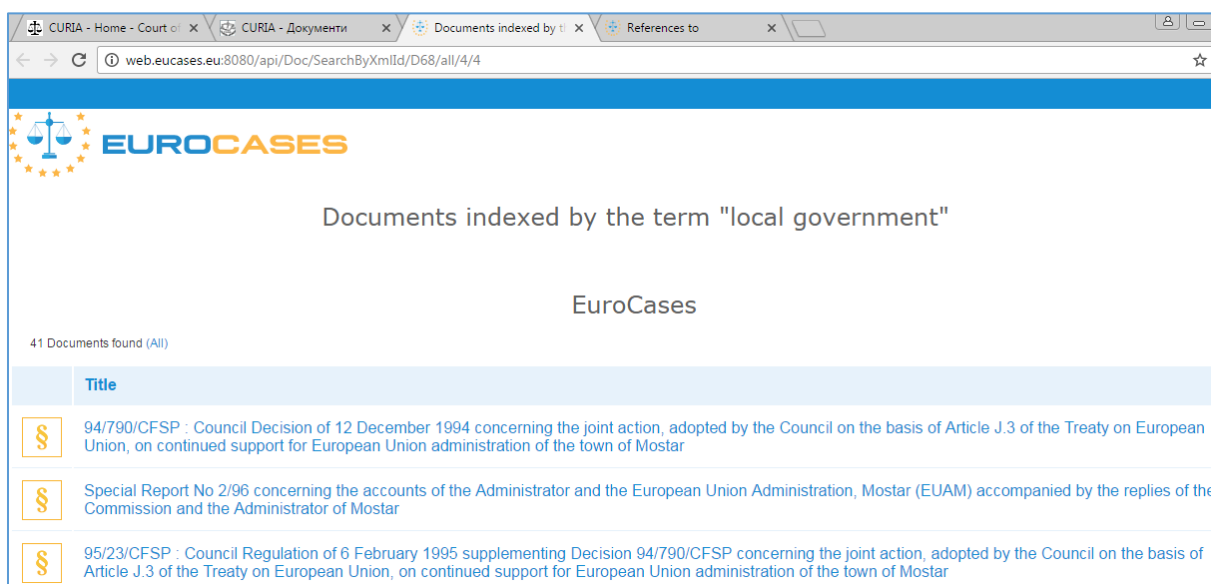 CURIA - Home - Court of
CURIA - Документи
Documents indexed by t
References to
web.eucases.eu:8080/api/Doc/SearchByXmlId/D68/all/4/4
EUROCASES
Documents indexed by the term "local government"
EuroCases
41 Documents found (All)
Title
§ 94/790/CFSP : Council Decision of 12 December 1994 concerning the joint action, adopted by the Council on the basis of Article J.3 of the Treaty on European
Union, on continued support for European Union administration of the town of Mostar
§ Special Report No 2/96 concerning the accounts of the Administrator and the European Union Administration, Mostar (EUAM) accompanied by the replies of the
Commission and the Administrator of Mostar
§ 95/23/CFSP : Council Regulation of 6 February 1995 supplementing Decision 94/790/CFSP concerning the joint action, adopted by the Council on the basis of
Article J.3 of the Treaty on European Union, on continued support for European Union administration of the town of Mostar